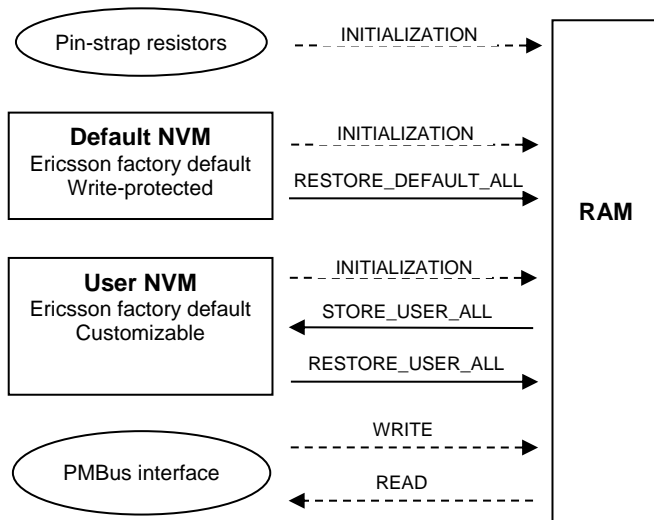 Pin-strap resistors
INITIALIZATION
Default NVM
Ericsson factory default
Write-protected
INITIALIZATION
RESTORE_DEFAULT_ALL
RAM
User NVM
Ericsson factory default
Customizable
INITIALIZATION
STORE_USER_ALL
RESTORE_USER_ALL
PMBus interface
WRITE
READ